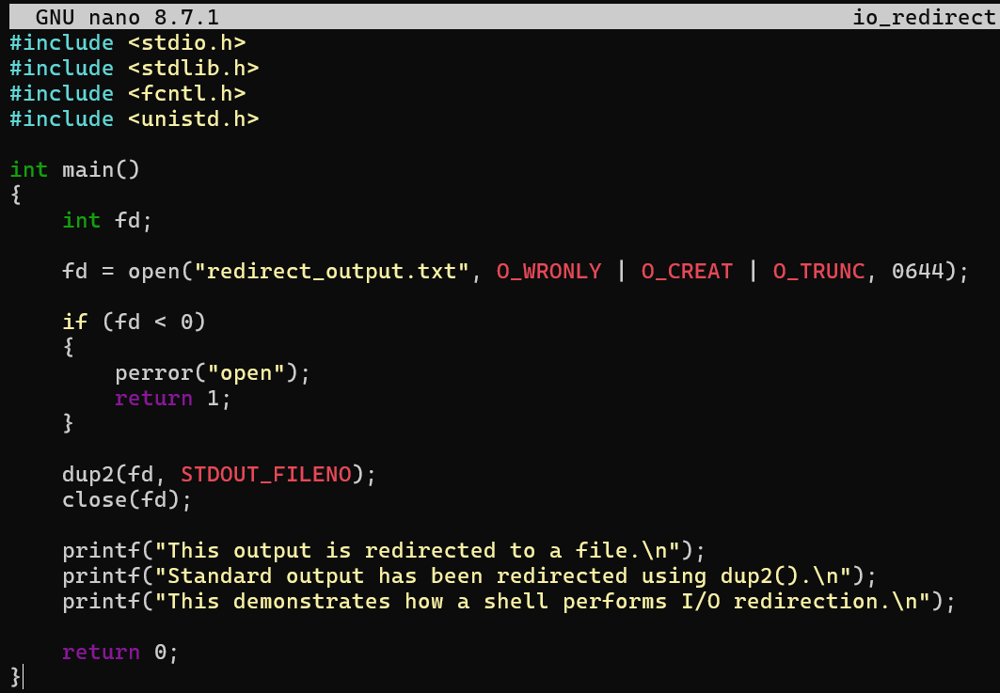 GNU nano 8.7.1 io_redirect
#include <stdio.h>
#include <stdlib.h>
#include <fcntl.h>
#include <unistd.h>
int main()
{
    int fd;
    fd = open("redirect_output.txt", O_WRONLY | O_CREAT | O_TRUNC, 0644);
    if (fd < 0)
    {
        perror("open");
        return 1;
    }
    dup2(fd, STDOUT_FILENO);
    close(fd);
    printf("This output is redirected to a file.\n");
    printf("Standard output has been redirected using dup2().\n");
    printf("This demonstrates how a shell performs I/O redirection.\n");
    return 0;
}